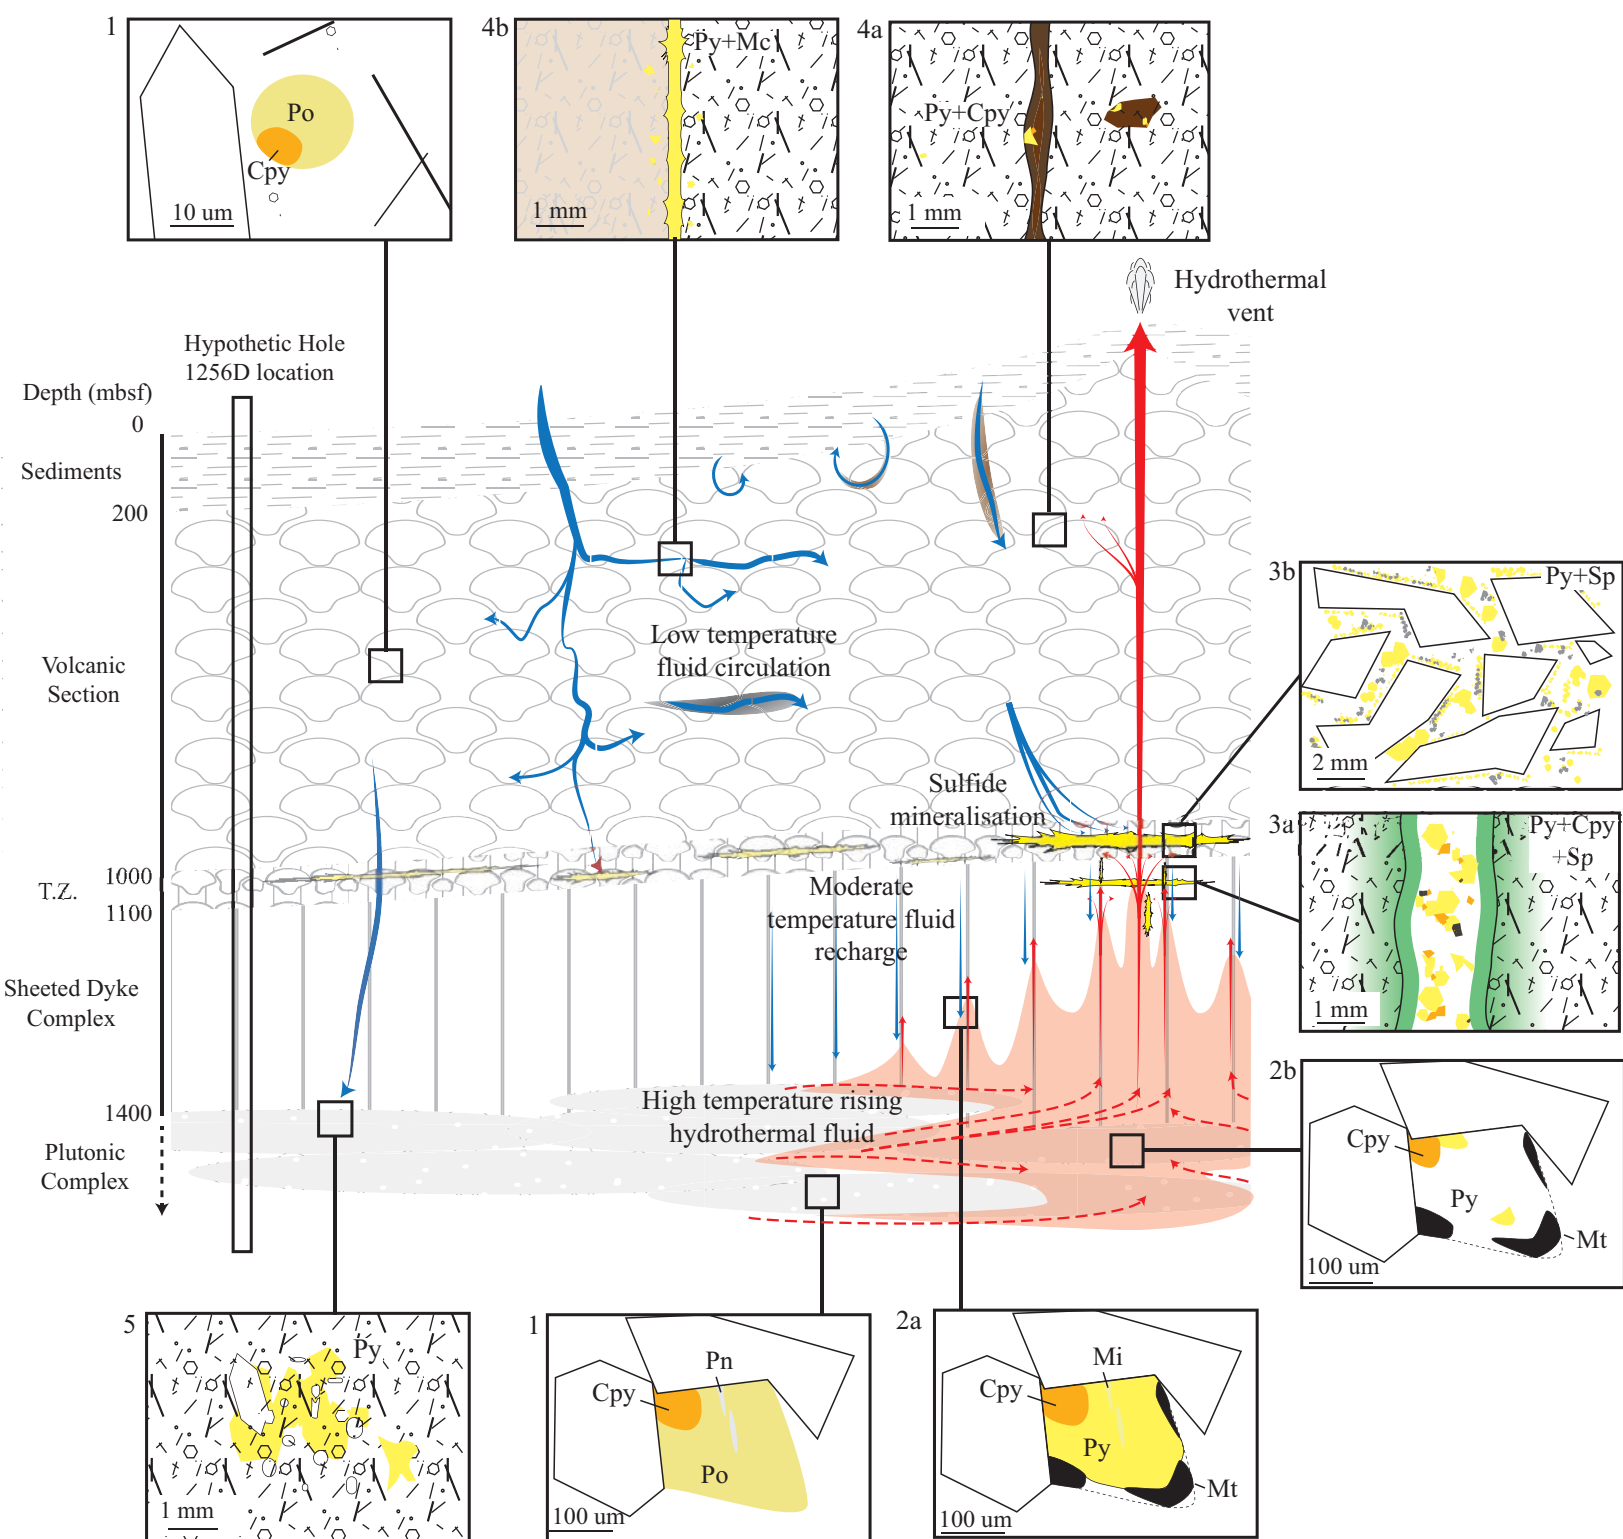 1
Po
Cpy
10 um
4b
Py+Mc
1 mm
4a
Py+Cpy
1 mm
Hydrothermal
vent
Hypothetic Hole
1256D location
Depth (mbsf)
0
Sediments
200
Volcanic
Section
T.Z.
1000
1100
Sheeted Dyke
Complex
1400
Plutonic
Complex
Low temperature
fluid circulation
Sulfide
mineralisation
Moderate
temperature fluid
recharge
High temperature rising
hydrothermal fluid
3b
Py+Sp
2 mm
3a
Py+Cpy
+Sp
1 mm
2b
Cpy
Py
Mt
100 um
5
Py
1 mm
1
Pn
Cpy
Po
100 um
2a
Mi
Cpy
Py
Mt
100 um